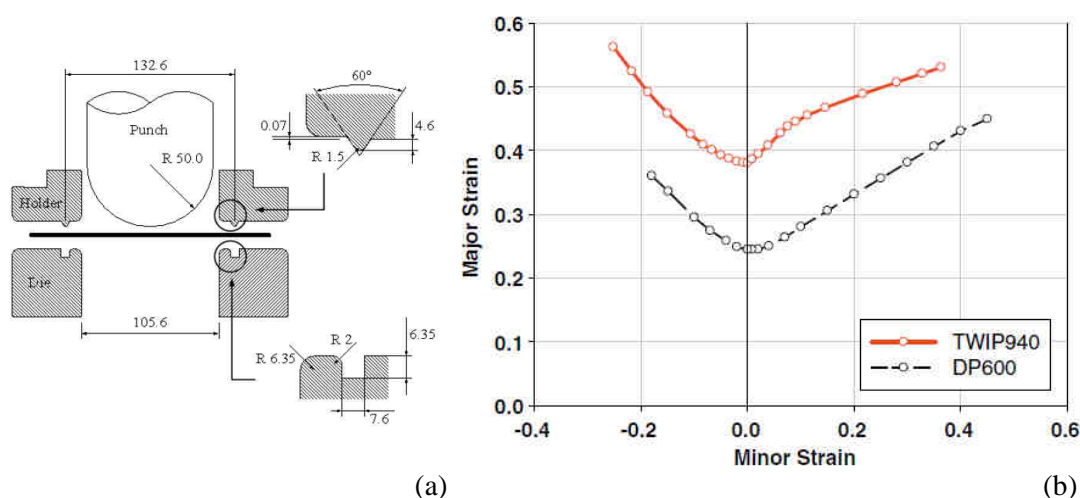 132.6
Punch
R 50.0
Holder
Die
105.6
60°
0.07
4.6
R 1.5
R 2
R 6.35
6.35
7.6
(a)
0.6
0.5
0.4
0.3
0.2
0.1
0.0
Major Strain
-0.4
-0.2
0.0
0.2
0.4
0.6
Minor Strain
TWIP940
DP600
(b)